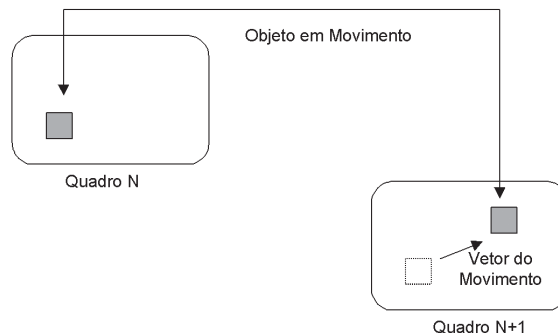 Objeto em Movimento
Quadro N
Vetor do
Movimento
Quadro N+1